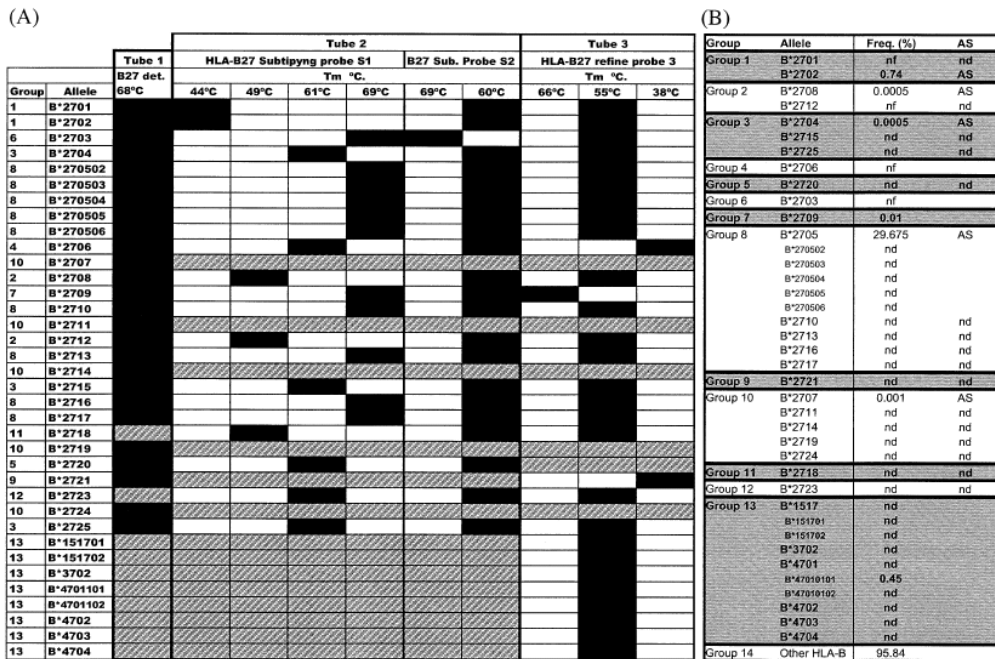 (A)
Tube 2 Tube 3
Tube 1 HLA-B27 Subtipyng probe S1 B27 Sub. Probe S2 HLA-B27 refine probe 3
B27 det. Tm ºC. Tm ºC.
Group Allele 68ºC 44ºC 49ºC 61ºC 69ºC 69ºC 60ºC 66ºC 55ºC 38ºC
1 B*2701
1 B*2702
6 B*2703
3 B*2704
8 B*270502
8 B*270503
8 B*270504
8 B*270505
8 B*270506
4 B*2706
10 B*2707
2 B*2708
7 B*2709
8 B*2710
10 B*2711
2 B*2712
8 B*2713
10 B*2714
3 B*2715
8 B*2716
8 B*2717
11 B*2718
10 B*2719
5 B*2720
9 B*2721
12 B*2723
10 B*2724
3 B*2725
13 B*151701
13 B*151702
13 B*3702
13 B*4701101
13 B*4701102
13 B*4702
13 B*4703
13 B*4704
(B)
Group Allele Freq. (%) AS
Group 1 B*2701 nf nd
B*2702 0.74 AS
Group 2 B*2708 0.0005 AS
B*2712 nf nd
Group 3 B*2704 0.0005 AS
B*2715 nd nd
B*2725 nd nd
Group 4 B*2706 nf
Group 5 B*2720 nd nd
Group 6 B*2703 nf
Group 7 B*2709 0.01
Group 8 B*2705 29.675 AS
B*270502 nd
B*270503 nd
B*270504 nd
B*270505 nd
B*270506 nd
B*2710 nd nd
B*2713 nd nd
B*2716 nd nd
B*2717 nd nd
Group 9 B*2721 nd nd
Group 10 B*2707 0.001 AS
B*2711 nd nd
B*2714 nd nd
B*2719 nd nd
B*2724 nd nd
Group 11 B*2718 nd nd
Group 12 B*2723 nd nd
Group 13 B*1517 nd
B*151701 nd
B*151702 nd
B*3702 nd
B*4701 nd
B*47010101 0.45
B*47010102 nd
B*4702 nd
B*4703 nd
B*4704 nd
Group 14 Other HLA-B 95.84